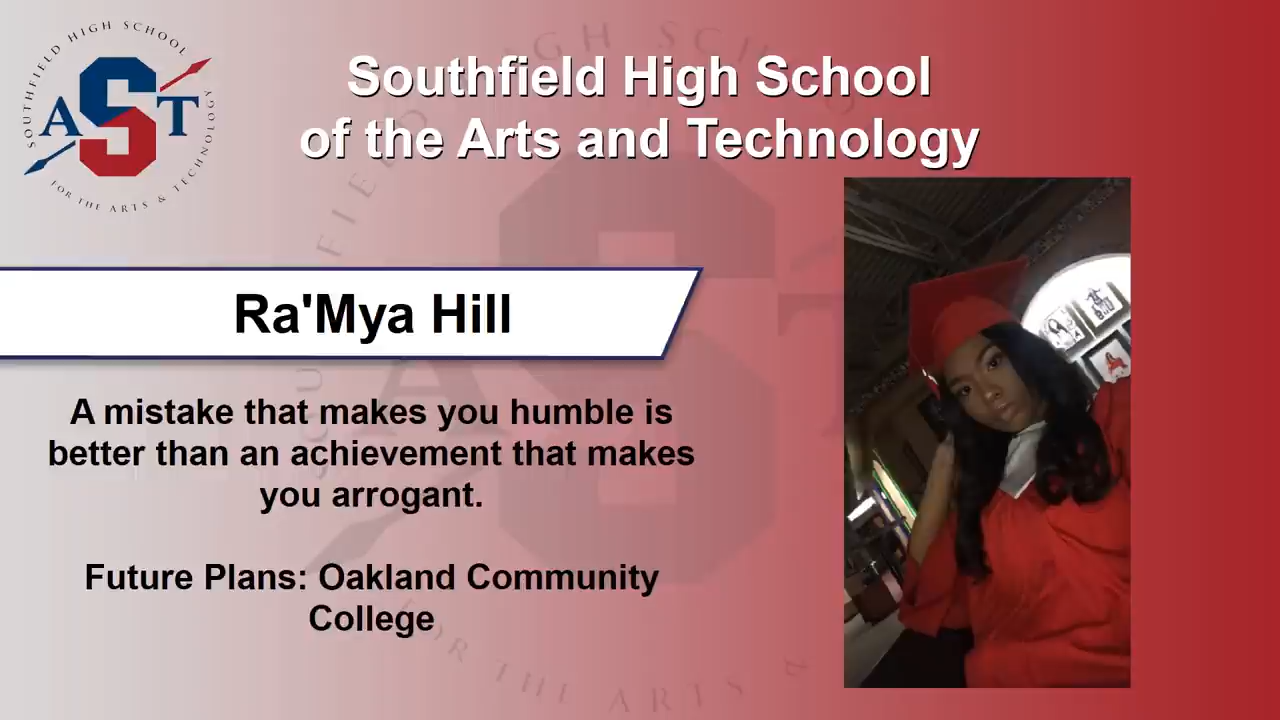 SOUTHFIELD HIGH SCHOOL
AST
FOR THE ARTS & TECHNOLOGY
Southfield High School
of the Arts and Technology
Ra'Mya Hill
A mistake that makes you humble is
better than an achievement that makes
you arrogant.
Future Plans: Oakland Community
College